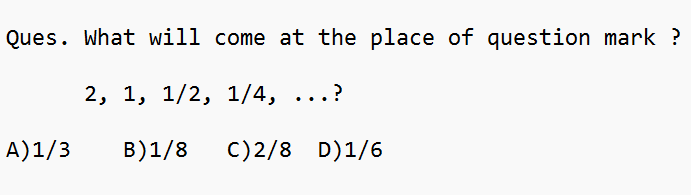 Ques. What will come at the place of question mark ?
2, 1, 1/2, 1/4, ...?
A)1/3 B)1/8 C)2/8 D)1/6